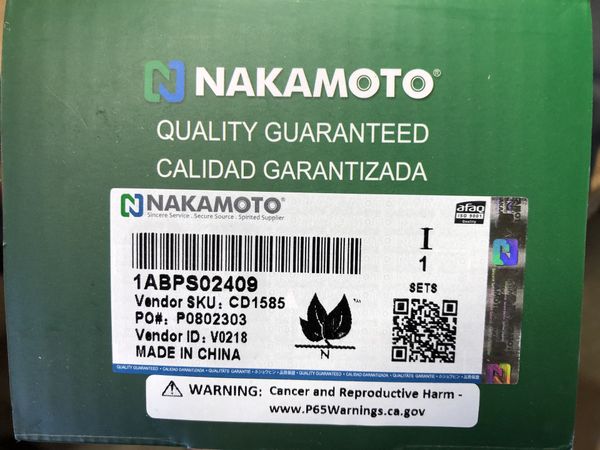 NAKAMOTO®
QUALITY GUARANTEED
CALIDAD GARANTIZADA
NAKAMOTO®
Sincere Service . Secure Source . Spirited Supplier
afaq
ISO 9001
Quality
I
1
SETS
1ABPS02409
Vendor SKU: CD1585
PO#: P0802303
Vendor ID: V0218
MADE IN CHINA
TM
N
WARNING: Cancer and Reproductive Harm -
www.P65Warnings.ca.gov